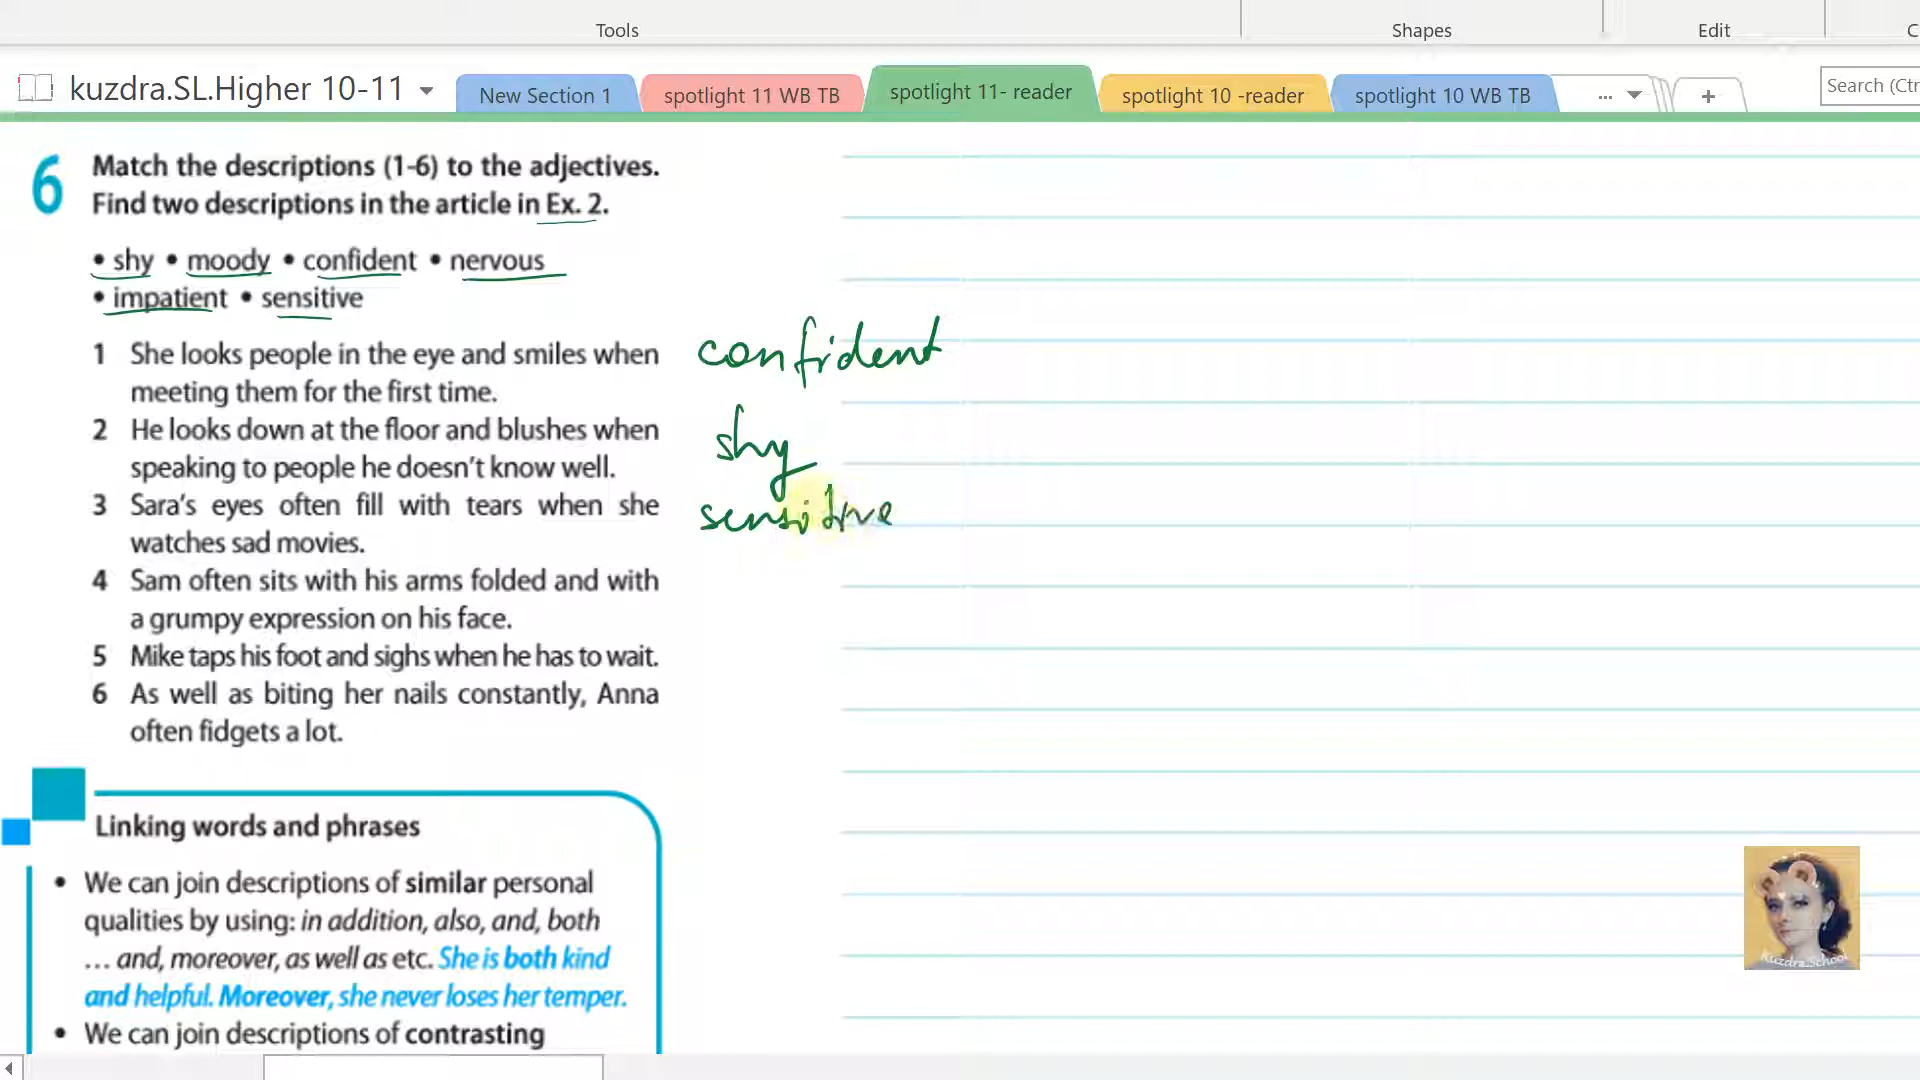 Tools Shapes Edit C
kuzdra.SL.Higher 10-11 New Section 1 spotlight 11 WB TB spotlight 11- reader spotlight 10 -reader spotlight 10 WB TB ... + Search (Ctr
6 Match the descriptions (1-6) to the adjectives.
Find two descriptions in the article in Ex. 2.
• shy • moody • confident • nervous
• impatient • sensitive
1 She looks people in the eye and smiles when
meeting them for the first time.
confident
2 He looks down at the floor and blushes when
speaking to people he doesn't know well.
shy
3 Sara's eyes often fill with tears when she
watches sad movies.
sensitive
4 Sam often sits with his arms folded and with
a grumpy expression on his face.
5 Mike taps his foot and sighs when he has to wait.
6 As well as biting her nails constantly, Anna
often fidgets a lot.
Linking words and phrases
• We can join descriptions of similar personal
qualities by using: in addition, also, and, both
... and, moreover, as well as etc. She is both kind
and helpful. Moreover, she never loses her temper.
• We can join descriptions of contrasting
Kuzdra.School